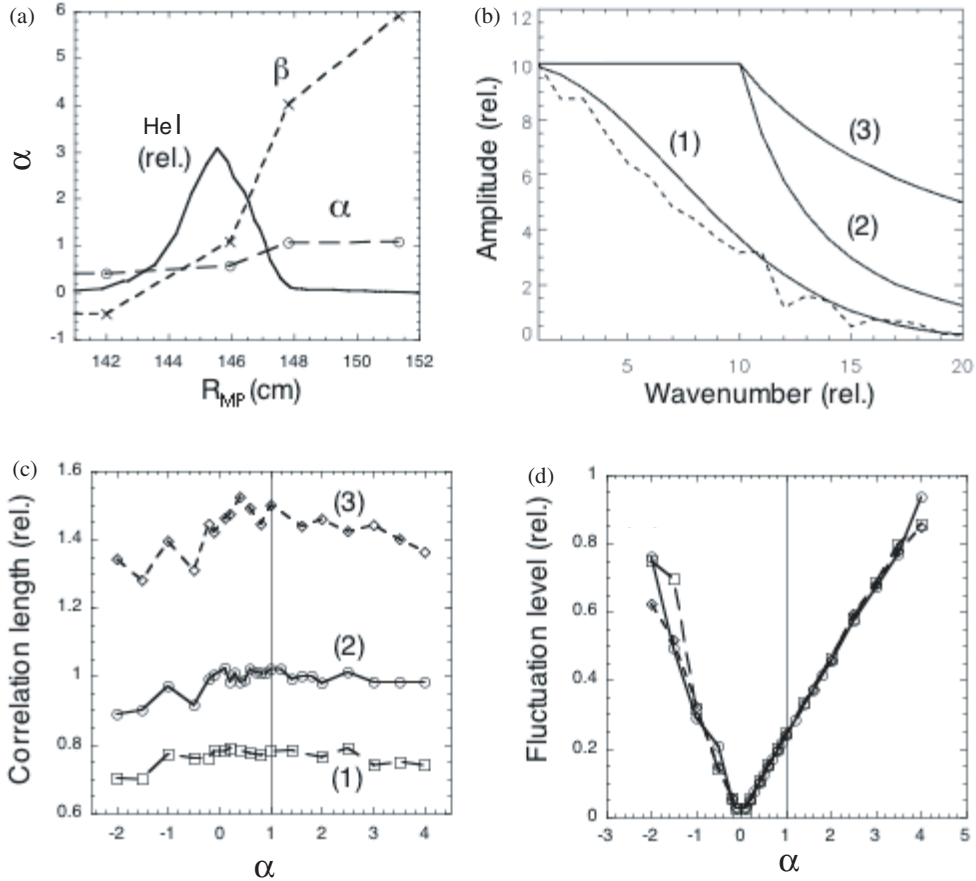 (a)
6
5
4
3
2
1
0
-1
α
HeI
(rel.)
β
α
142 144 146 148 150 152
R_MP (cm)
(b)
12
10
8
6
4
2
0
Amplitude (rel.)
(1)
(3)
(2)
5 10 15 20
Wavenumber (rel.)
(c)
1.6
1.4
1.2
1
0.8
0.6
Corrrelation length (rel.)
(3)
(2)
(1)
-2 -1 0 1 2 3 4
α
(d)
1
0.8
0.6
0.4
0.2
0
Fluctuation level (rel.)
-3 -2 -1 0 1 2 3 4 5
α